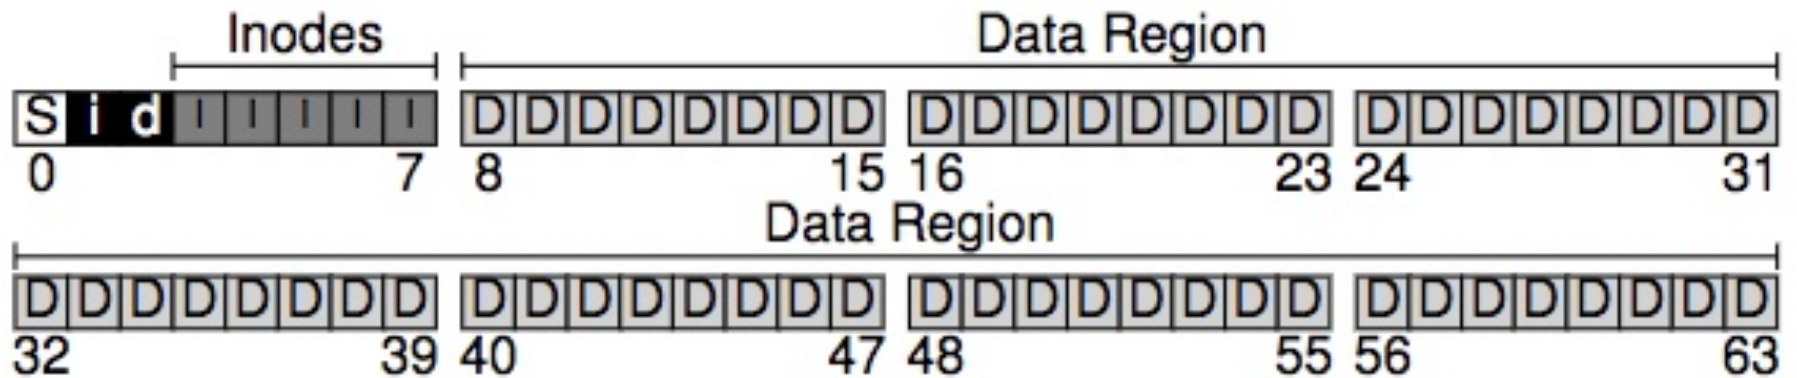 Inodes Data Region
S i d I I I I I D D D D D D D D D D D D D D D D D D D D D D D D
0 7 8 15 16 23 24 31
Data Region
D D D D D D D D D D D D D D D D D D D D D D D D D D D D D D D D
32 39 40 47 48 55 56 63